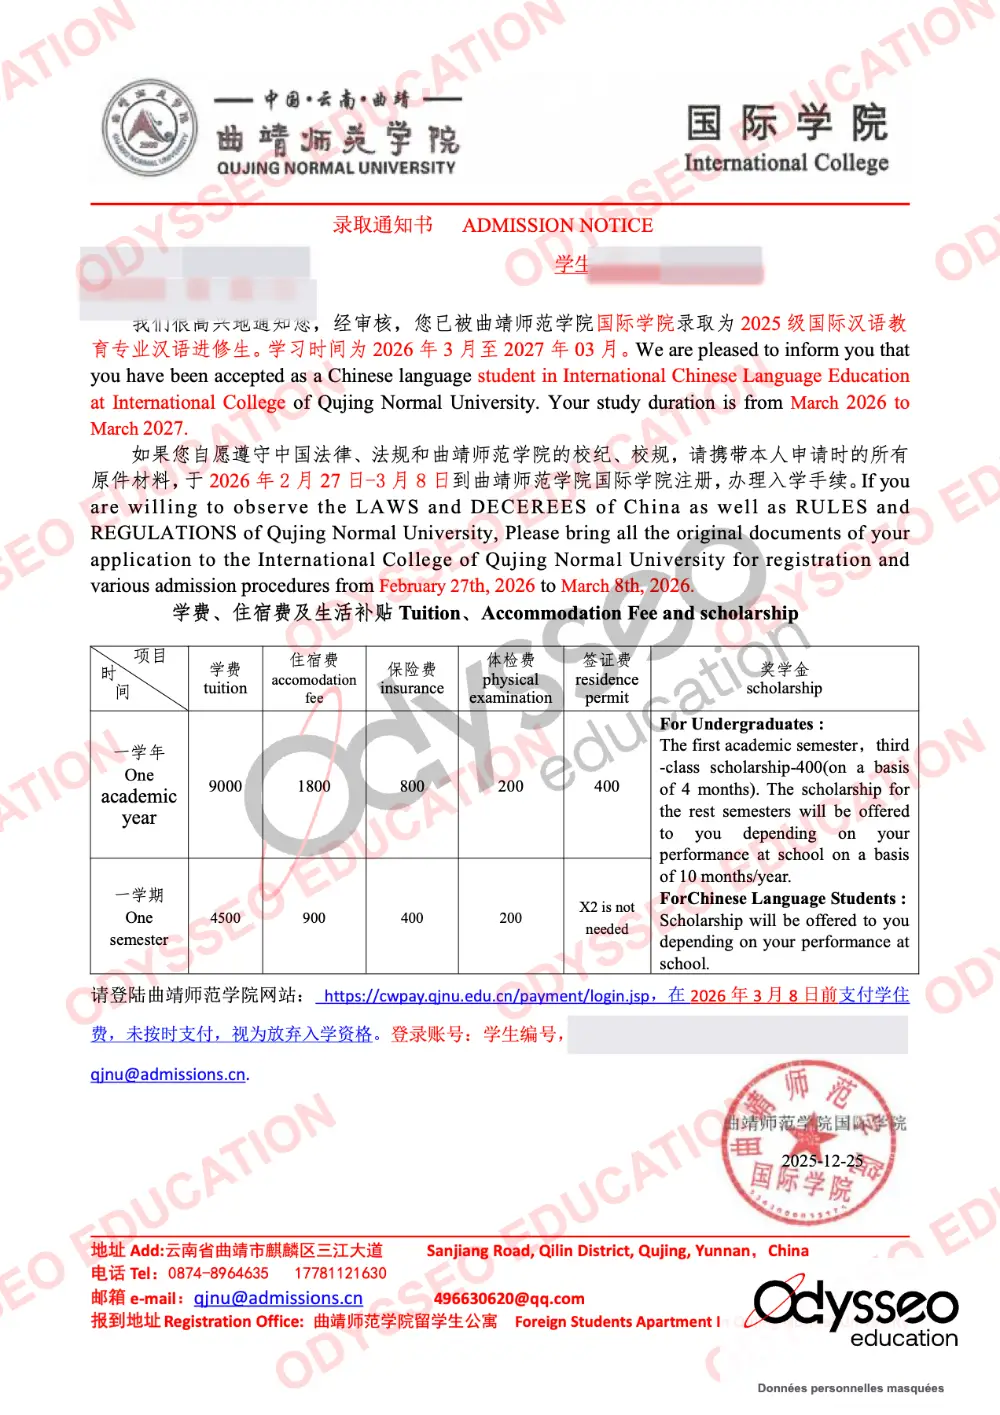 中国·云南·曲靖
曲靖师范学院
QUJING NORMAL UNIVERSITY
国际学院
International College
录取通知书 ADMISSION NOTICE
学生
我们很高兴地通知您，经审核，您已被曲靖师范学院国际学院录取为 2025 级国际汉语教
育专业汉语进修生。学习时间为 2026 年 3 月至 2027 年 03 月。We are pleased to inform you that
you have been accepted as a Chinese language student in International Chinese Language Education
at International College of Qujing Normal University. Your study duration is from March 2026 to
March 2027.
如果您自愿遵守中国法律、法规和曲靖师范学院的校纪、校规，请携带本人申请时的所有
原件材料，于 2026 年 2 月 27 日-3 月 8 日到曲靖师范学院国际学院注册，办理入学手续。If you
are willing to observe the LAWS and DECEREES of China as well as RULES and
REGULATIONS of Qujing Normal University, Please bring all the original documents of your
application to the International College of Qujing Normal University for registration and
various admission procedures from February 27th, 2026 to March 8th, 2026.
学费、住宿费及生活补贴 Tuition、Accommodation Fee and scholarship
项目
时
间
学费
tuition
住宿费
accomodation
fee
保险费
insurance
体检费
physical
examination
签证费
residence
permit
奖学金
scholarship
一学年
One
academic
year
9000
1800
800
200
400
For Undergraduates :
The first academic semester，third
-class scholarship-400(on a basis
of 4 months). The scholarship for
the rest semesters will be offered
to you depending on your
performance at school on a basis
of 10 months/year.
ForChinese Language Students :
Scholarship will be offered to you
depending on your performance at
school.
一学期
One
semester
4500
900
400
200
X2 is not
needed
请登陆曲靖师范学院网站： https://cwpay.qjnu.edu.cn/payment/login.jsp，在 2026 年 3 月 8 日前支付学住
费，未按时支付，视为放弃入学资格。登录账号：学生编号，
qjnu@admissions.cn.
曲靖师范学院国际学院
2025-12-25
曲靖师范学院
国际学院
地址 Add:云南省曲靖市麒麟区三江大道 Sanjiang Road, Qilin District, Qujing, Yunnan，China
电话 Tel：0874-8964635 17781121630
邮箱 e-mail：qjnu@admissions.cn 496630620@qq.com
报到地址 Registration Office: 曲靖师范学院留学生公寓 Foreign Students Apartment
Odysseo
education
Odysseo
education
Données personnelles masquées
ODYSSEO EDUCATION